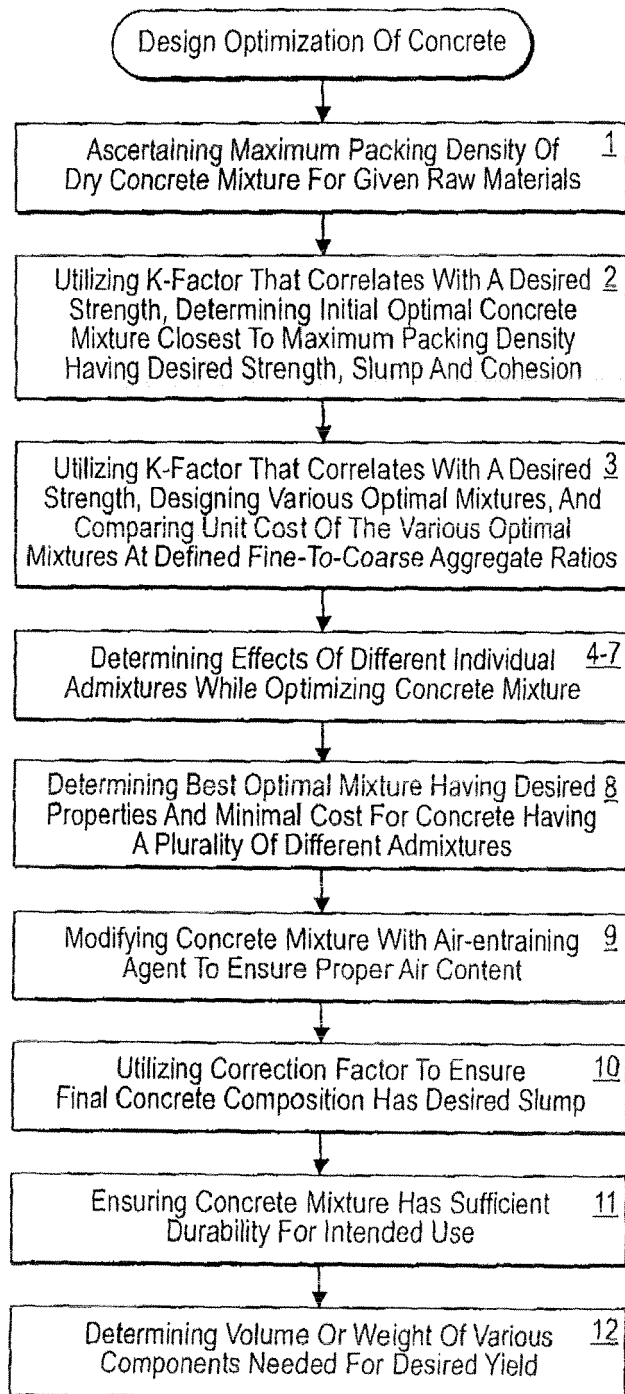 Design Optimization Of Concrete
Ascertaining Maximum Packing Density Of 1
Dry Concrete Mixture For Given Raw Materials
Utilizing K-Factor That Correlates With A Desired 2
Strength, Determining Initial Optimal Concrete
Mixture Closest To Maximum Packing Density
Having Desired Strength, Slump And Cohesion
Utilizing K-Factor That Correlates With A Desired 3
Strength, Designing Various Optimal Mixtures, And
Comparing Unit Cost Of The Various Optimal
Mixtures At Defined Fine-To-Coarse Aggregate Ratios
Determining Effects Of Different Individual 4-7
Admixtures While Optimizing Concrete Mixture
Determining Best Optimal Mixture Having Desired 8
Properties And Minimal Cost For Concrete Having
A Plurality Of Different Admixtures
Modifying Concrete Mixture With Air-entraining 9
Agent To Ensure Proper Air Content
Utilizing Correction Factor To Ensure 10
Final Concrete Composition Has Desired Slump
Ensuring Concrete Mixture Has Sufficient 11
Durability For Intended Use
Determining Volume Or Weight Of Various 12
Components Needed For Desired Yield